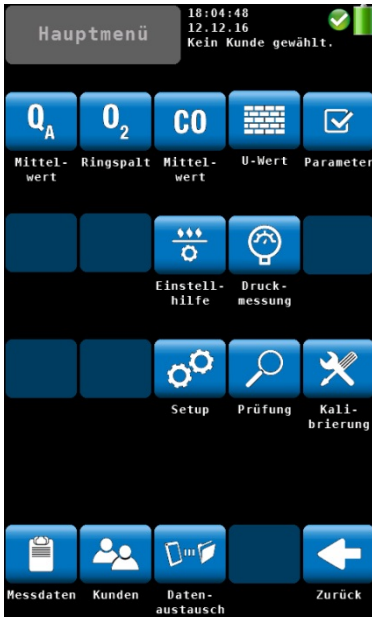 Hauptmenü
18:04:48
12.12.16
Kein Kunde gewählt.
QA
O2
CO
Mittel-
wert
Ringspalt
Mittel-
wert
U-Wert
Parameter
Einstell-
hilfe
Druck-
messung
Setup
Prüfung
Kali-
brierung
Messdaten
Kunden
Daten-
austausch
Zurück